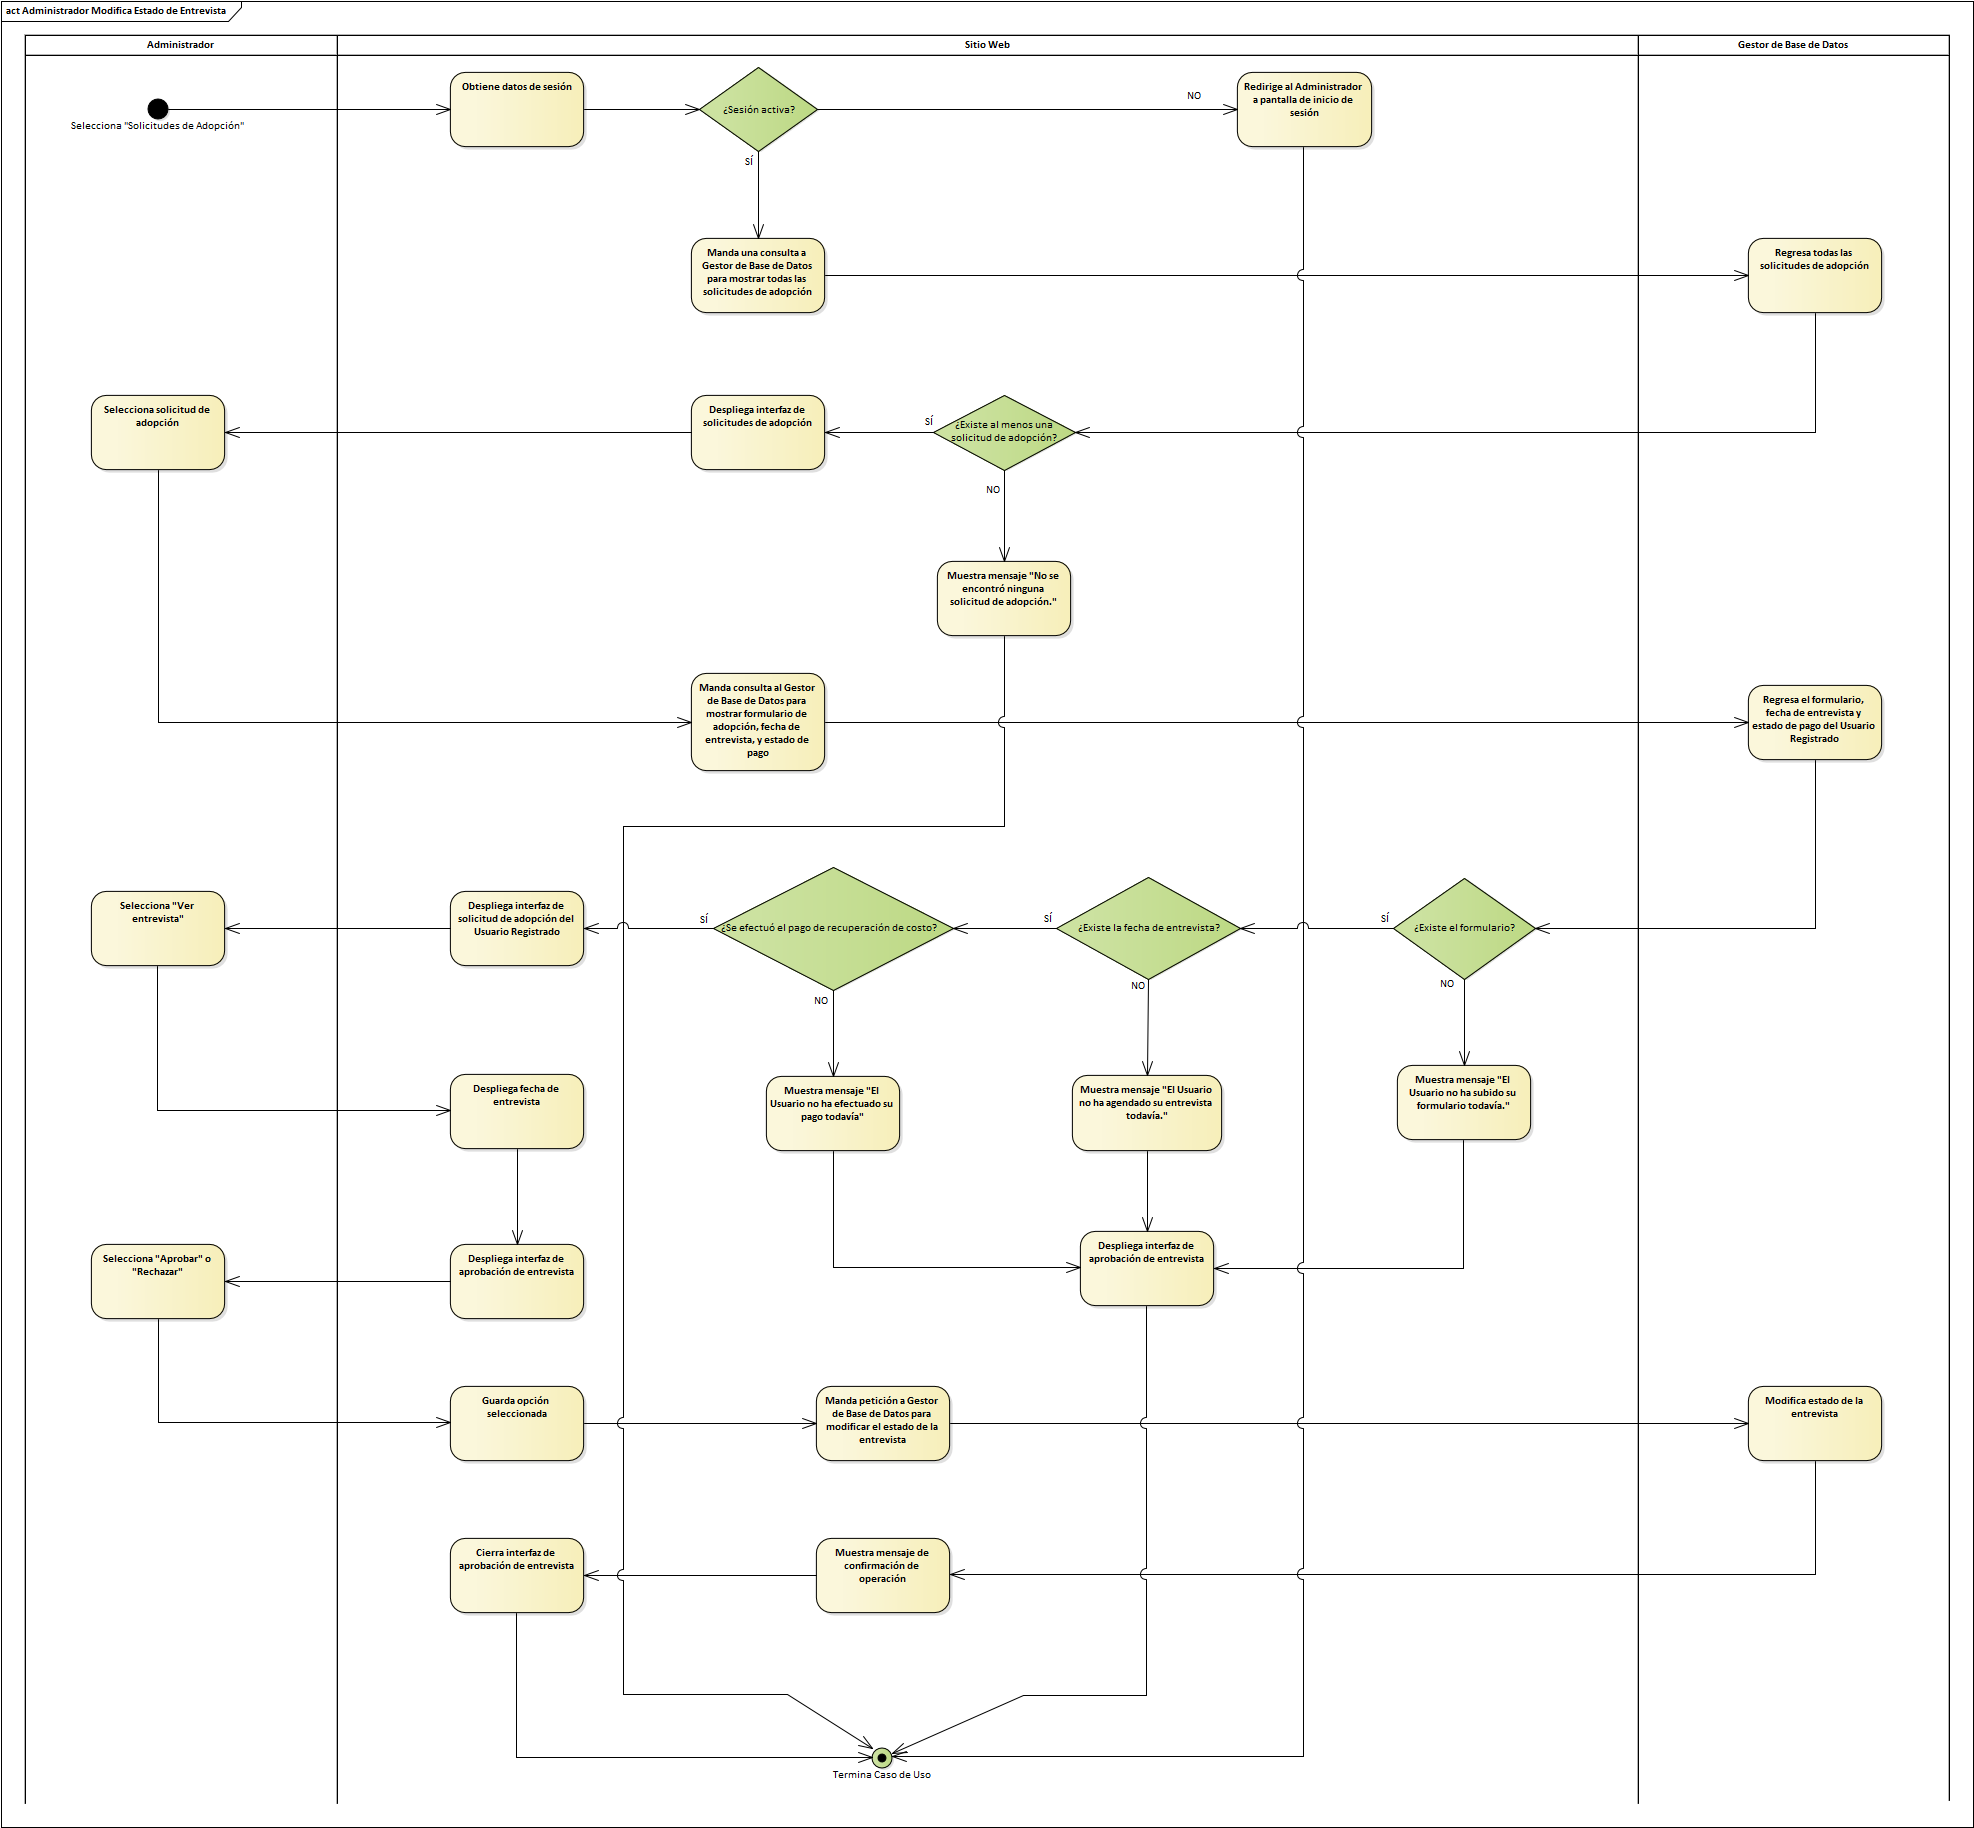 act Administrador Modifica Estado de Entrevista
Administrador
Sitio Web
Gestor de Base de Datos
Selecciona "Solicitudes de Adopción"
Obtiene datos de sesión
¿Sesión activa?
NO
SÍ
Redirige al Administrador
a pantalla de inicio de
sesión
Manda una consulta a
Gestor de Base de Datos
para mostrar todas las
solicitudes de adopción
Regresa todas las
solicitudes de adopción
Selecciona solicitud de
adopción
Despliega interfaz de
solicitudes de adopción
SÍ
¿Existe al menos una
solicitud de adopción?
NO
Muestra mensaje "No se
encontró ninguna
solicitud de adopción."
Manda consulta al Gestor
de Base de Datos para
mostrar formulario de
adopción, fecha de
entrevista, y estado de
pago
Regresa el formulario,
fecha de entrevista y
estado de pago del Usuario
Registrado
Selecciona "Ver
entrevista"
Despliega interfaz de
solicitud de adopción del
Usuario Registrado
SÍ
¿Se efectuó el pago de recuperación de costo?
NO
SÍ
¿Existe la fecha de entrevista?
NO
SÍ
¿Existe el formulario?
NO
Despliega fecha de
entrevista
Muestra mensaje "El
Usuario no ha efectuado su
pago todavía"
Muestra mensaje "El Usuario
no ha agendado su entrevista
todavía."
Muestra mensaje "El
Usuario no ha subido su
formulario todavía."
Selecciona "Aprobar" o
"Rechazar"
Despliega interfaz de
aprobación de entrevista
Despliega interfaz de
aprobación de entrevista
Guarda opción
seleccionada
Manda petición a Gestor
de Base de Datos para
modificar el estado de la
entrevista
Modifica estado de la
entrevista
Cierra interfaz de
aprobación de entrevista
Muestra mensaje de
confirmación de
operación
Termina Caso de Uso